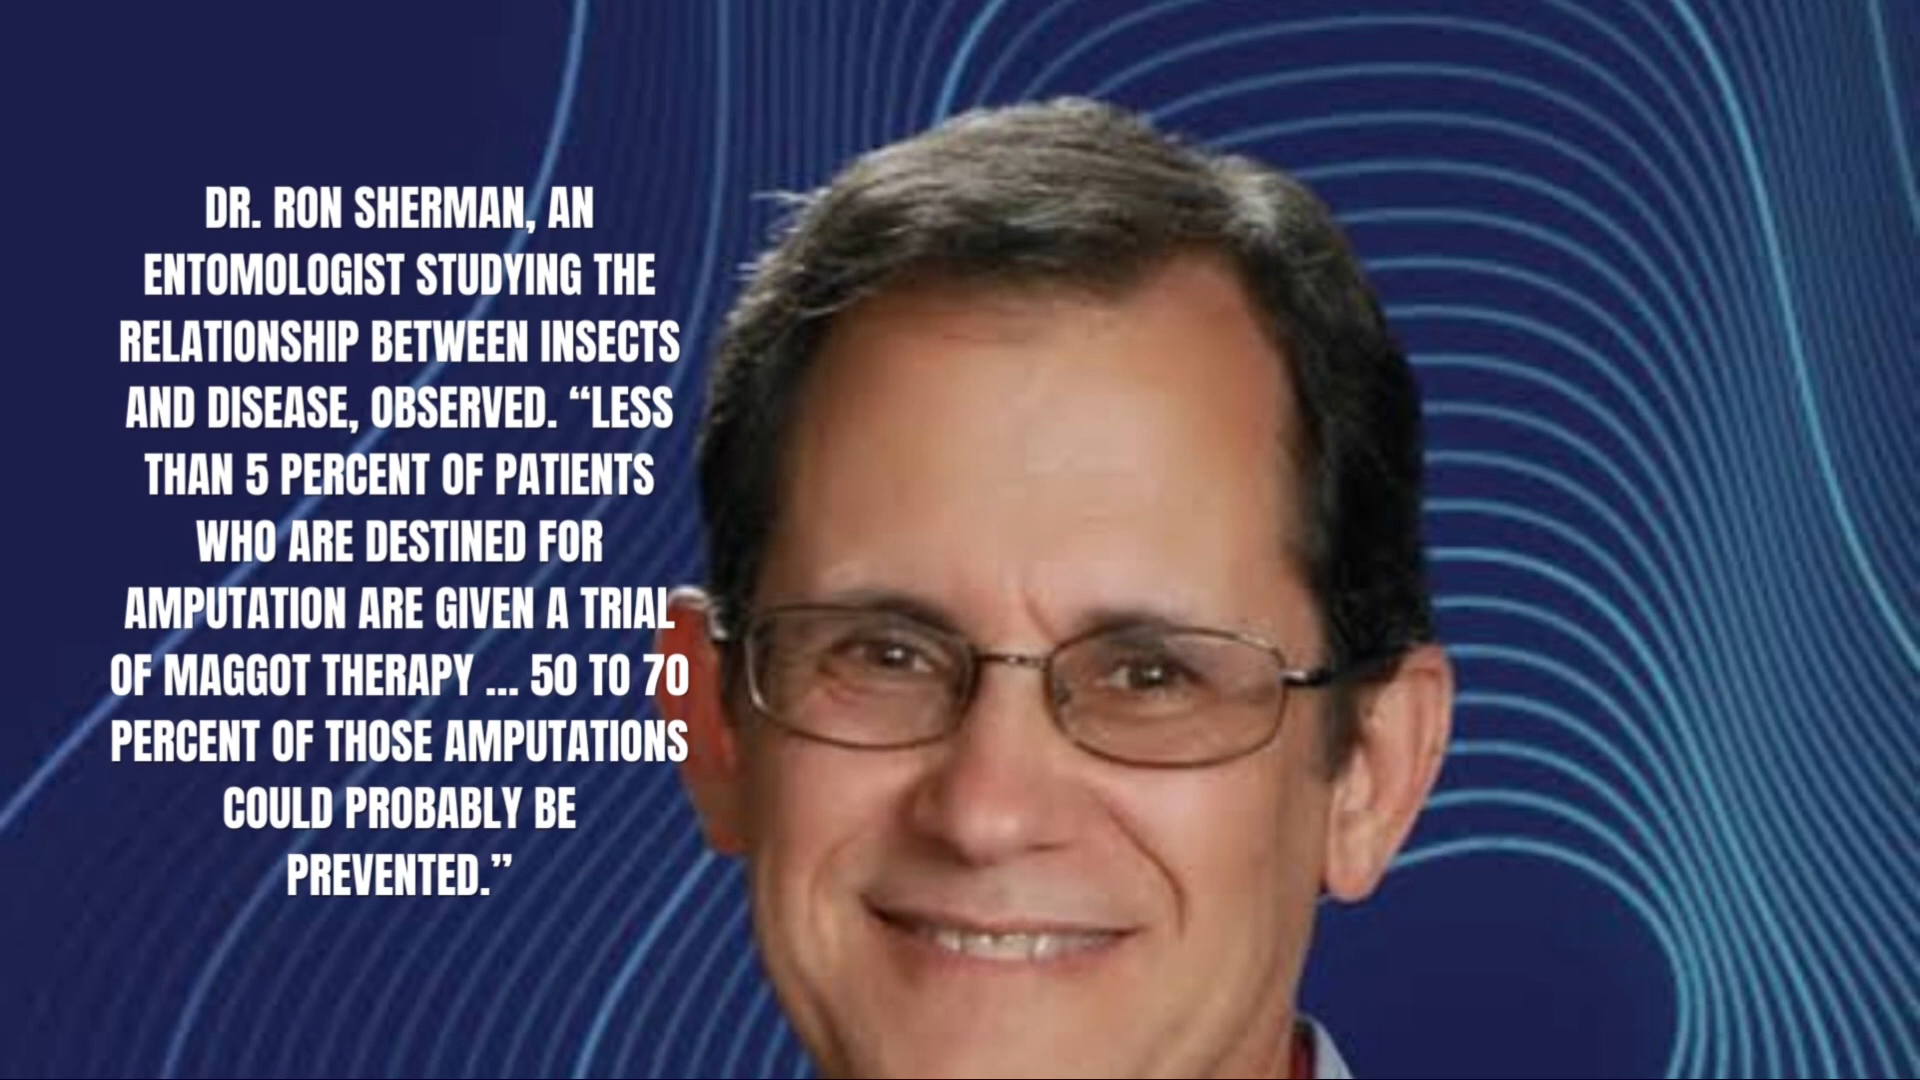 DR. RON SHERMAN, AN
ENTOMOLOGIST STUDYING THE
RELATIONSHIP BETWEEN INSECTS
AND DISEASE, OBSERVED. “LESS
THAN 5 PERCENT OF PATIENTS
WHO ARE DESTINED FOR
AMPUTATION ARE GIVEN A TRIAL
OF MAGGOT THERAPY ... 50 TO 70
PERCENT OF THOSE AMPUTATIONS
COULD PROBABLY BE
PREVENTED.”